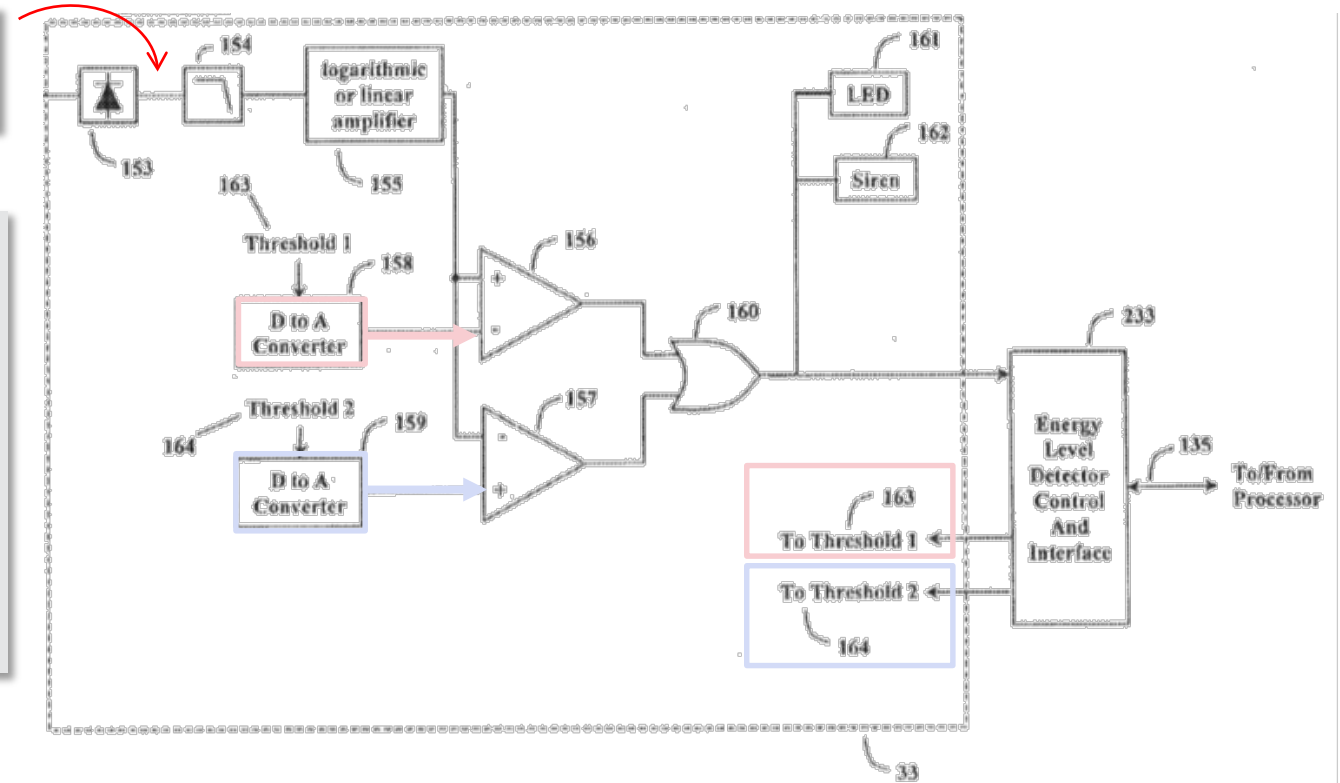 154
161
logarithmic
or linear
amplifier
LED
153
162
155
Siren
163
Threshold 1
156
158
+
D to A
Converter
-
160
233
Threshold 2
157
164
159
-
Energy
Level
Detector
Control
And
Interface
D to A
Converter
+
135
To/From
Processor
163
To Threshold 1
To Threshold 2
164
33